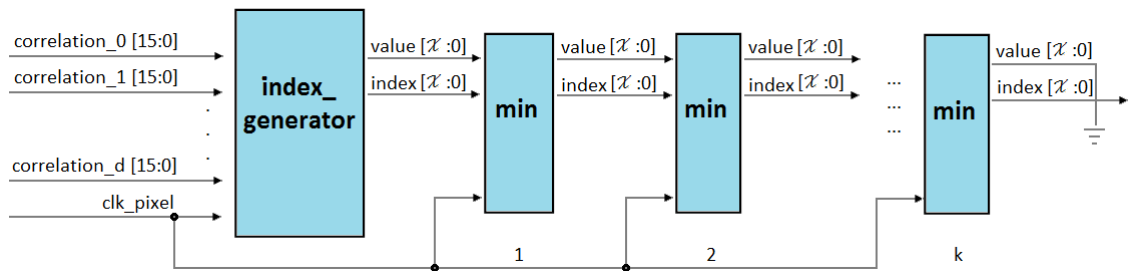 correlation_0 [15:0]
correlation_1 [15:0]
.
.
.
correlation_d [15:0]
clk_pixel
index_
generator
value [𝒳 :0]
index [𝒳 :0]
min
1
value [𝒳 :0]
index [𝒳 :0]
min
2
value [𝒳 :0]
index [𝒳 :0]
...
...
...
min
k
value [𝒳 :0]
index [𝒳 :0]